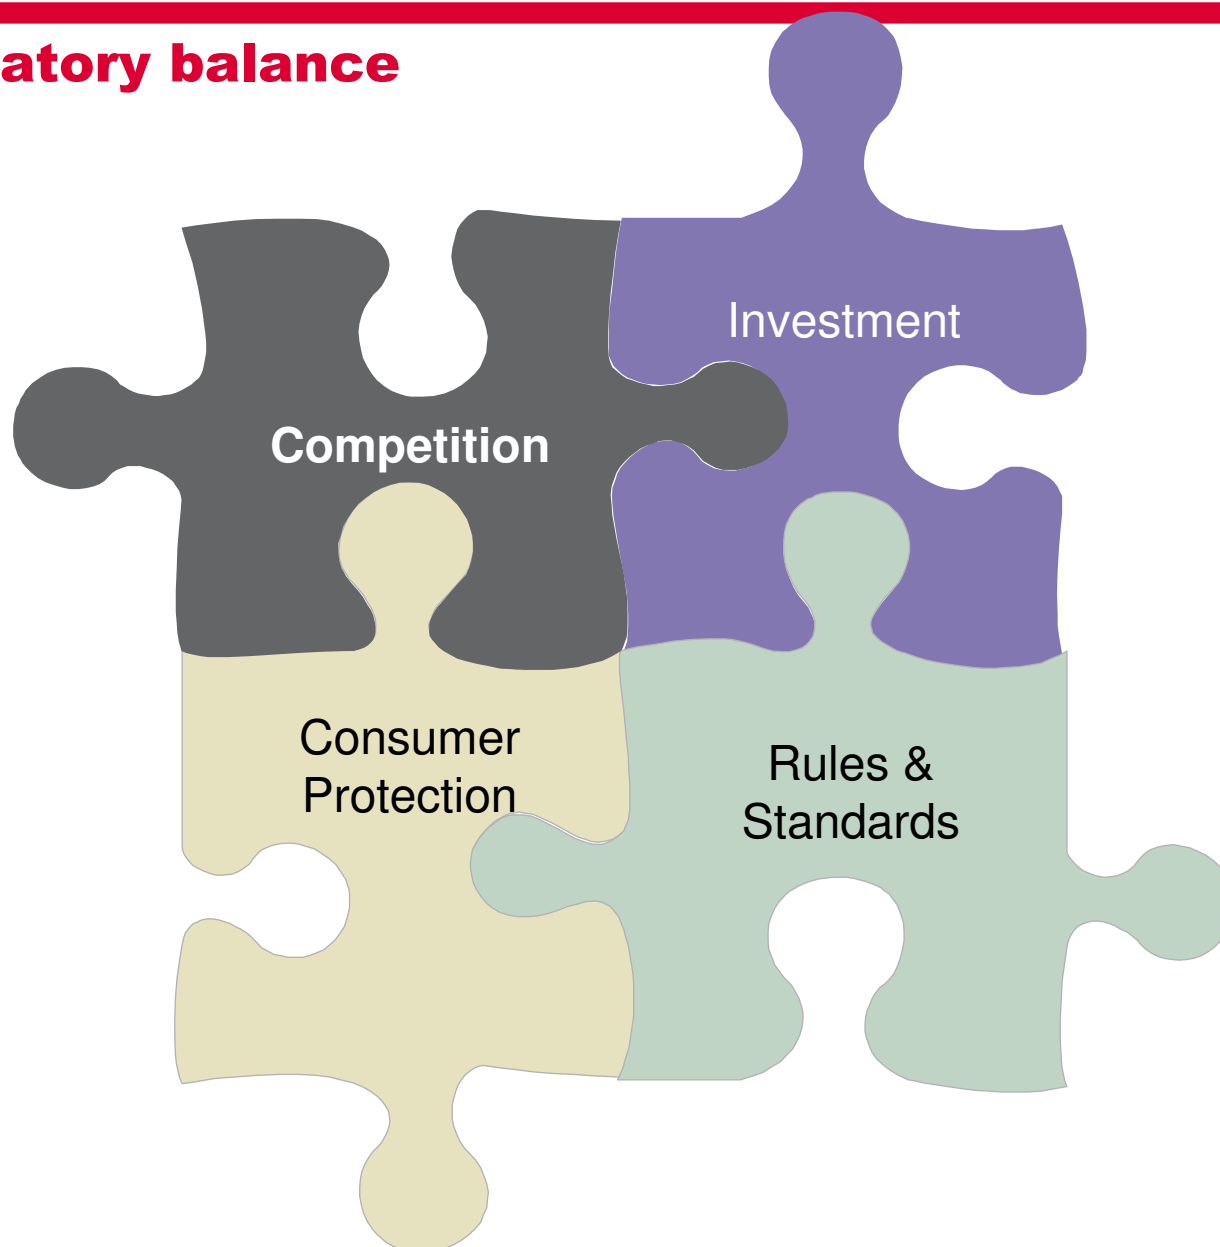 atory balance
Investment
Competition
Consumer
Protection
Rules &
Standards